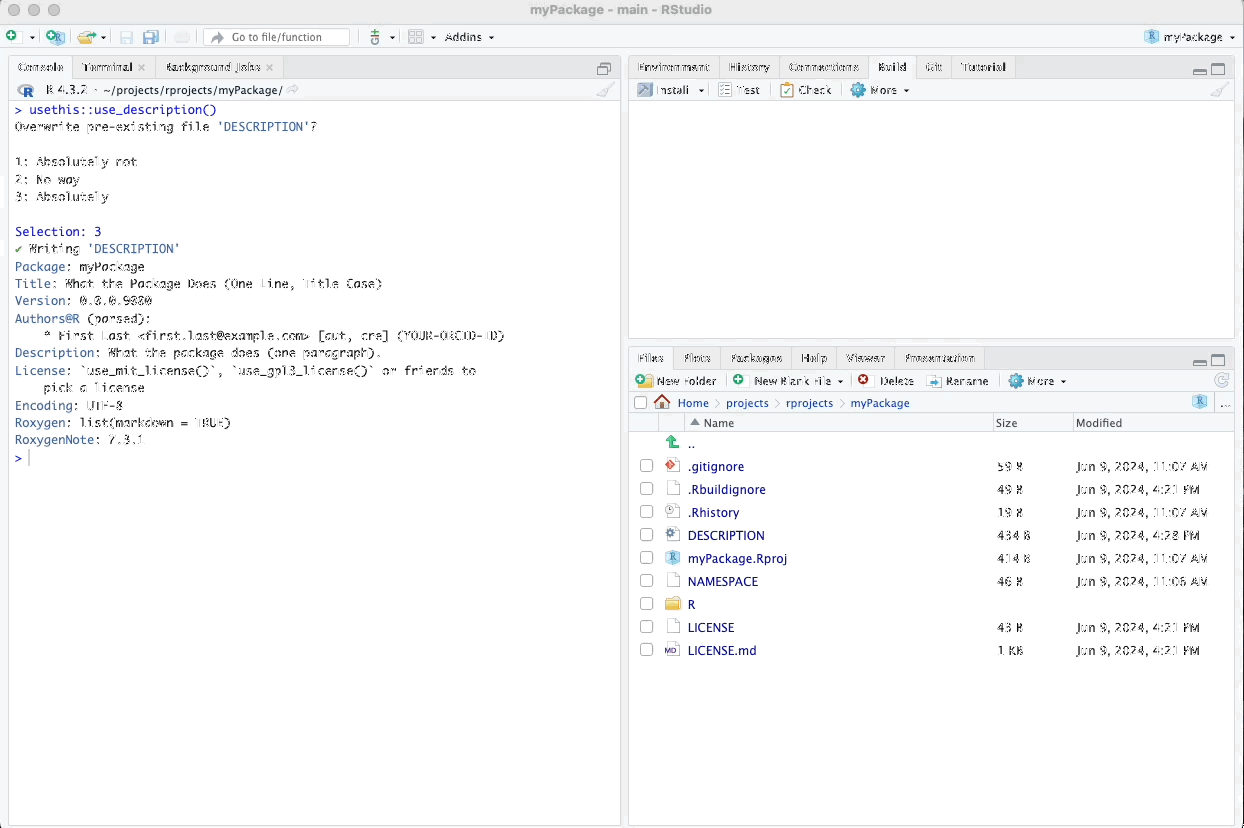 myPackage - main - RStudio
Go to file/function
Addins
myPackage
Console Terminal Background Jobs
R 4.3.2 · ~/projects/rprojects/myPackage/
> usethis::use_description()
Overwrite pre-existing file 'DESCRIPTION'?
1: Absolutely not
2: No way
3: Absolutely
Selection: 3
✔ Writing 'DESCRIPTION'
Package: myPackage
Title: What the Package Does (One Line, Title Case)
Version: 0.0.0.9000
Authors@R (parsed):
* First Last <first.last@example.com> [aut, cre] (YOUR-ORCID-ID)
Description: What the package does (one paragraph).
License: `use_mit_license()`, `use_gpl3_license()` or friends to
pick a license
Encoding: UTF-8
Roxygen: list(markdown = TRUE)
RoxygenNote: 7.3.1
>
Environment History Connections Build Git Tutorial
Install Test Check More
Files Plots Packages Help Viewer Presentation
New Folder New Blank File Delete Rename More
Home > projects > rprojects > myPackage
Name Size Modified
..
.gitignore 59 B Jun 9, 2024, 11:07 AM
.Rbuildignore 49 B Jun 9, 2024, 4:21 PM
.Rhistory 19 B Jun 9, 2024, 11:07 AM
DESCRIPTION 434 B Jun 9, 2024, 4:28 PM
myPackage.Rproj 414 B Jun 9, 2024, 11:07 AM
NAMESPACE 46 B Jun 9, 2024, 11:06 AM
R
LICENSE 43 B Jun 9, 2024, 4:21 PM
LICENSE.md 1 KB Jun 9, 2024, 4:21 PM